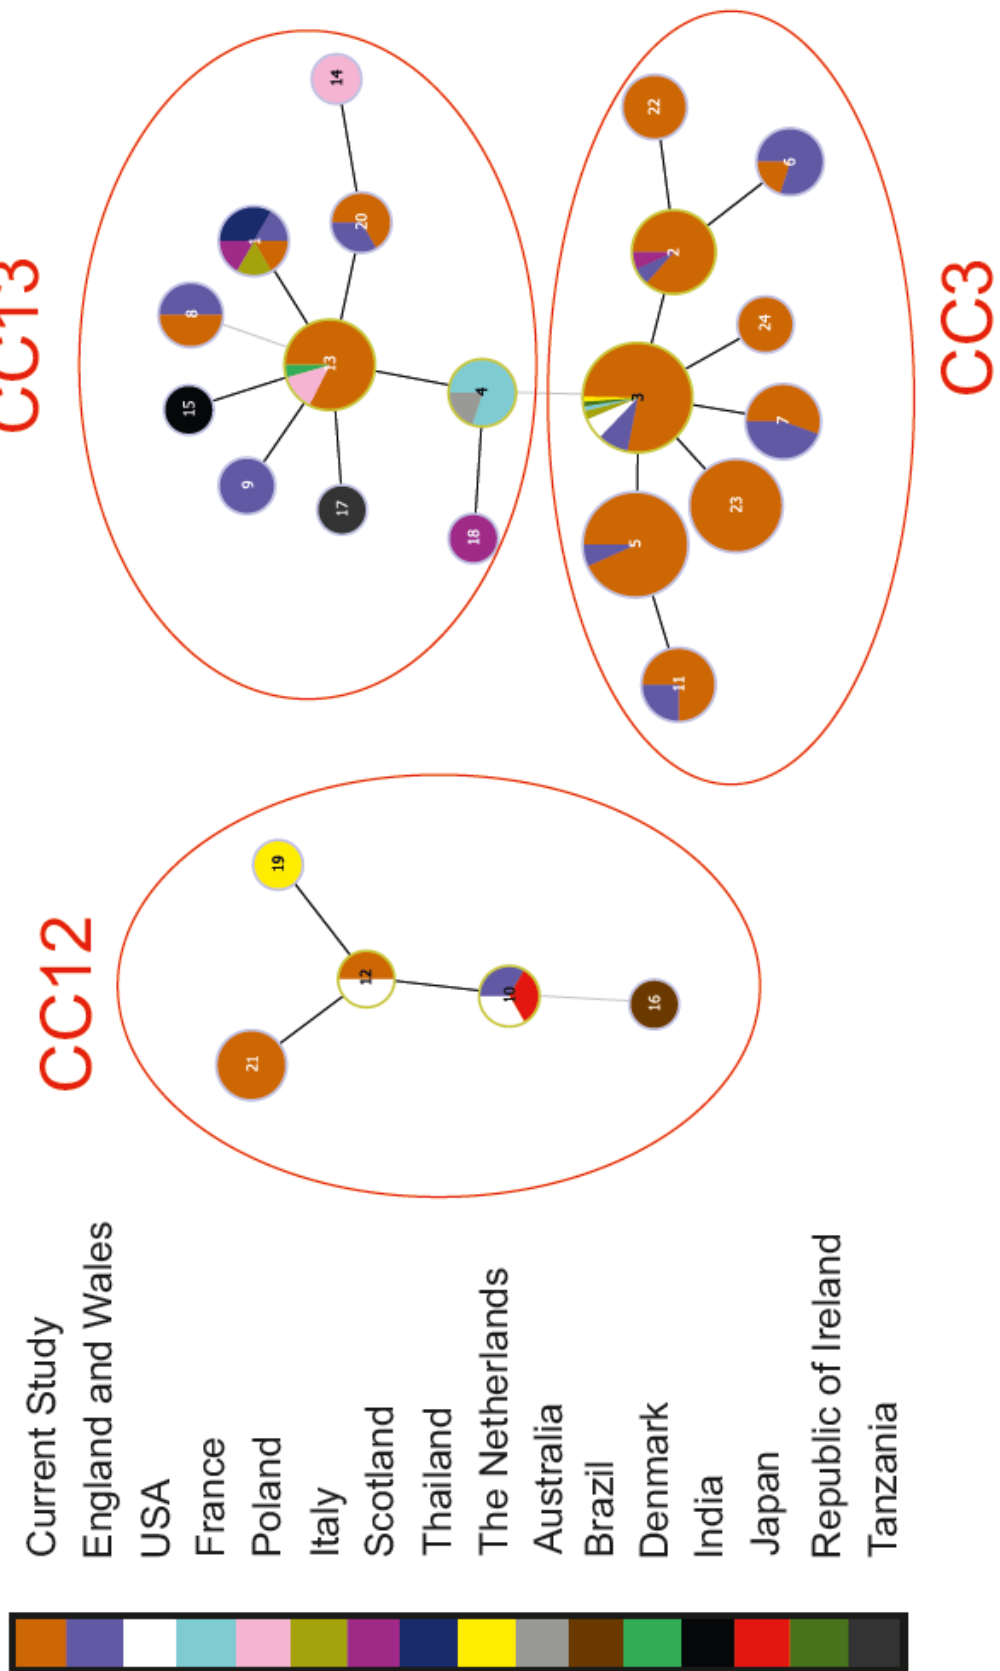 CC13
14
1
20
8
13
15
9
17
4
18
22
6
2
24
3
7
23
5
11
CC3
CC12
19
12
21
10
16
Current Study
England and Wales
USA
France
Poland
Italy
Scotland
Thailand
The Netherlands
Australia
Brazil
Denmark
India
Japan
Republic of Ireland
Tanzania